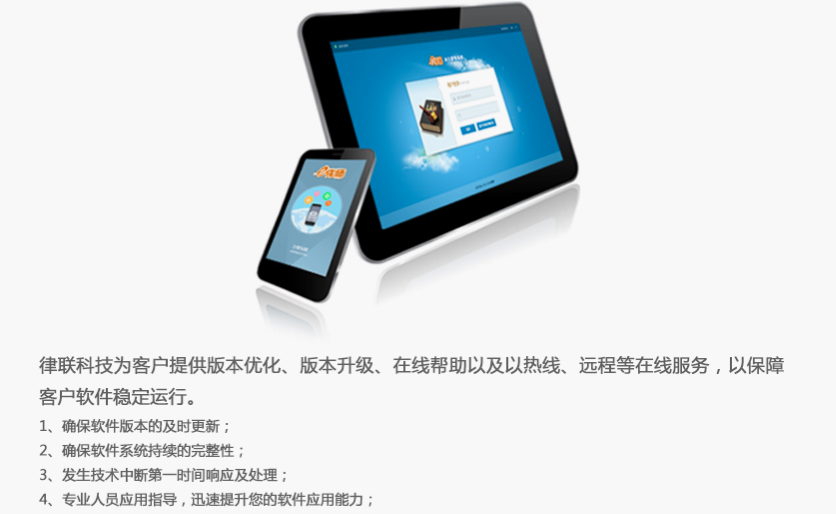 律联科技为客户提供版本优化、版本升级、在线帮助以及以热线、远程等在线服务，以保障
客户软件稳定运行。
1、确保软件版本的及时更新；
2、确保软件系统持续的完整性；
3、发生技术中断第一时间响应及处理；
4、专业人员应用指导，迅速提升您的软件应用能力；